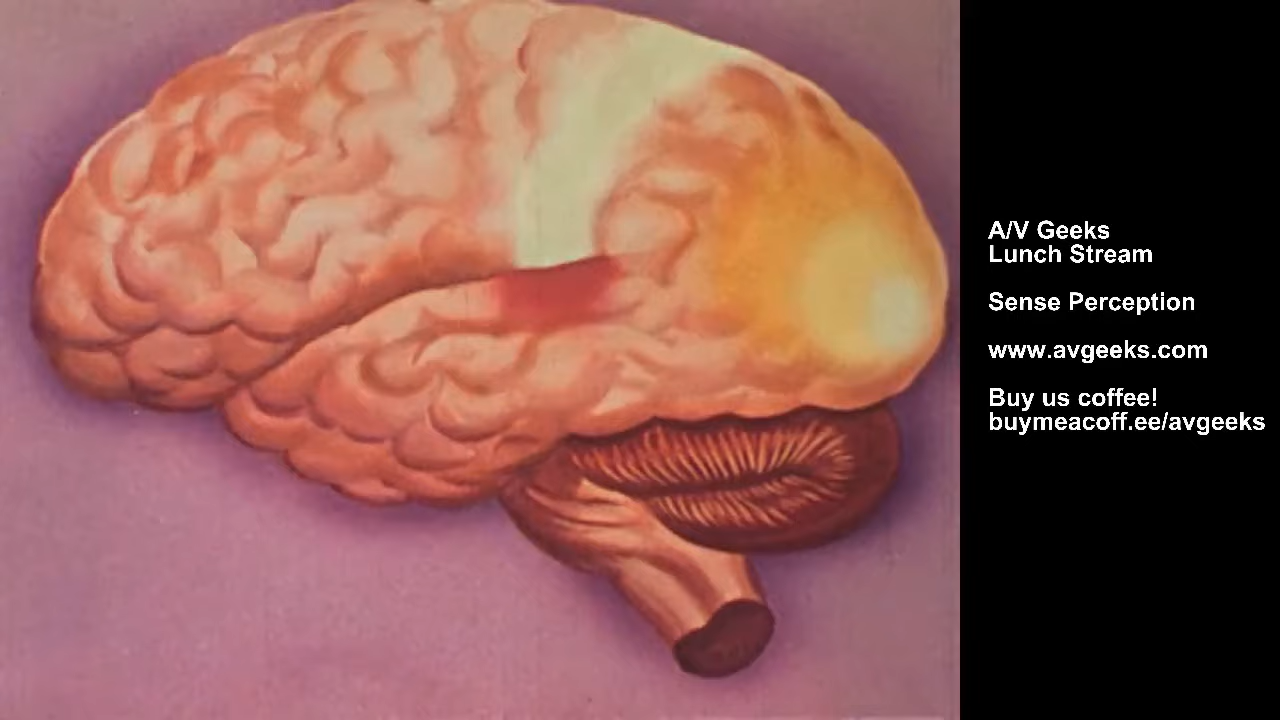 A/V Geeks
Lunch Stream
Sense Perception
www.avgeeks.com
Buy us coffee!
buymeacoff.ee/avgeeks